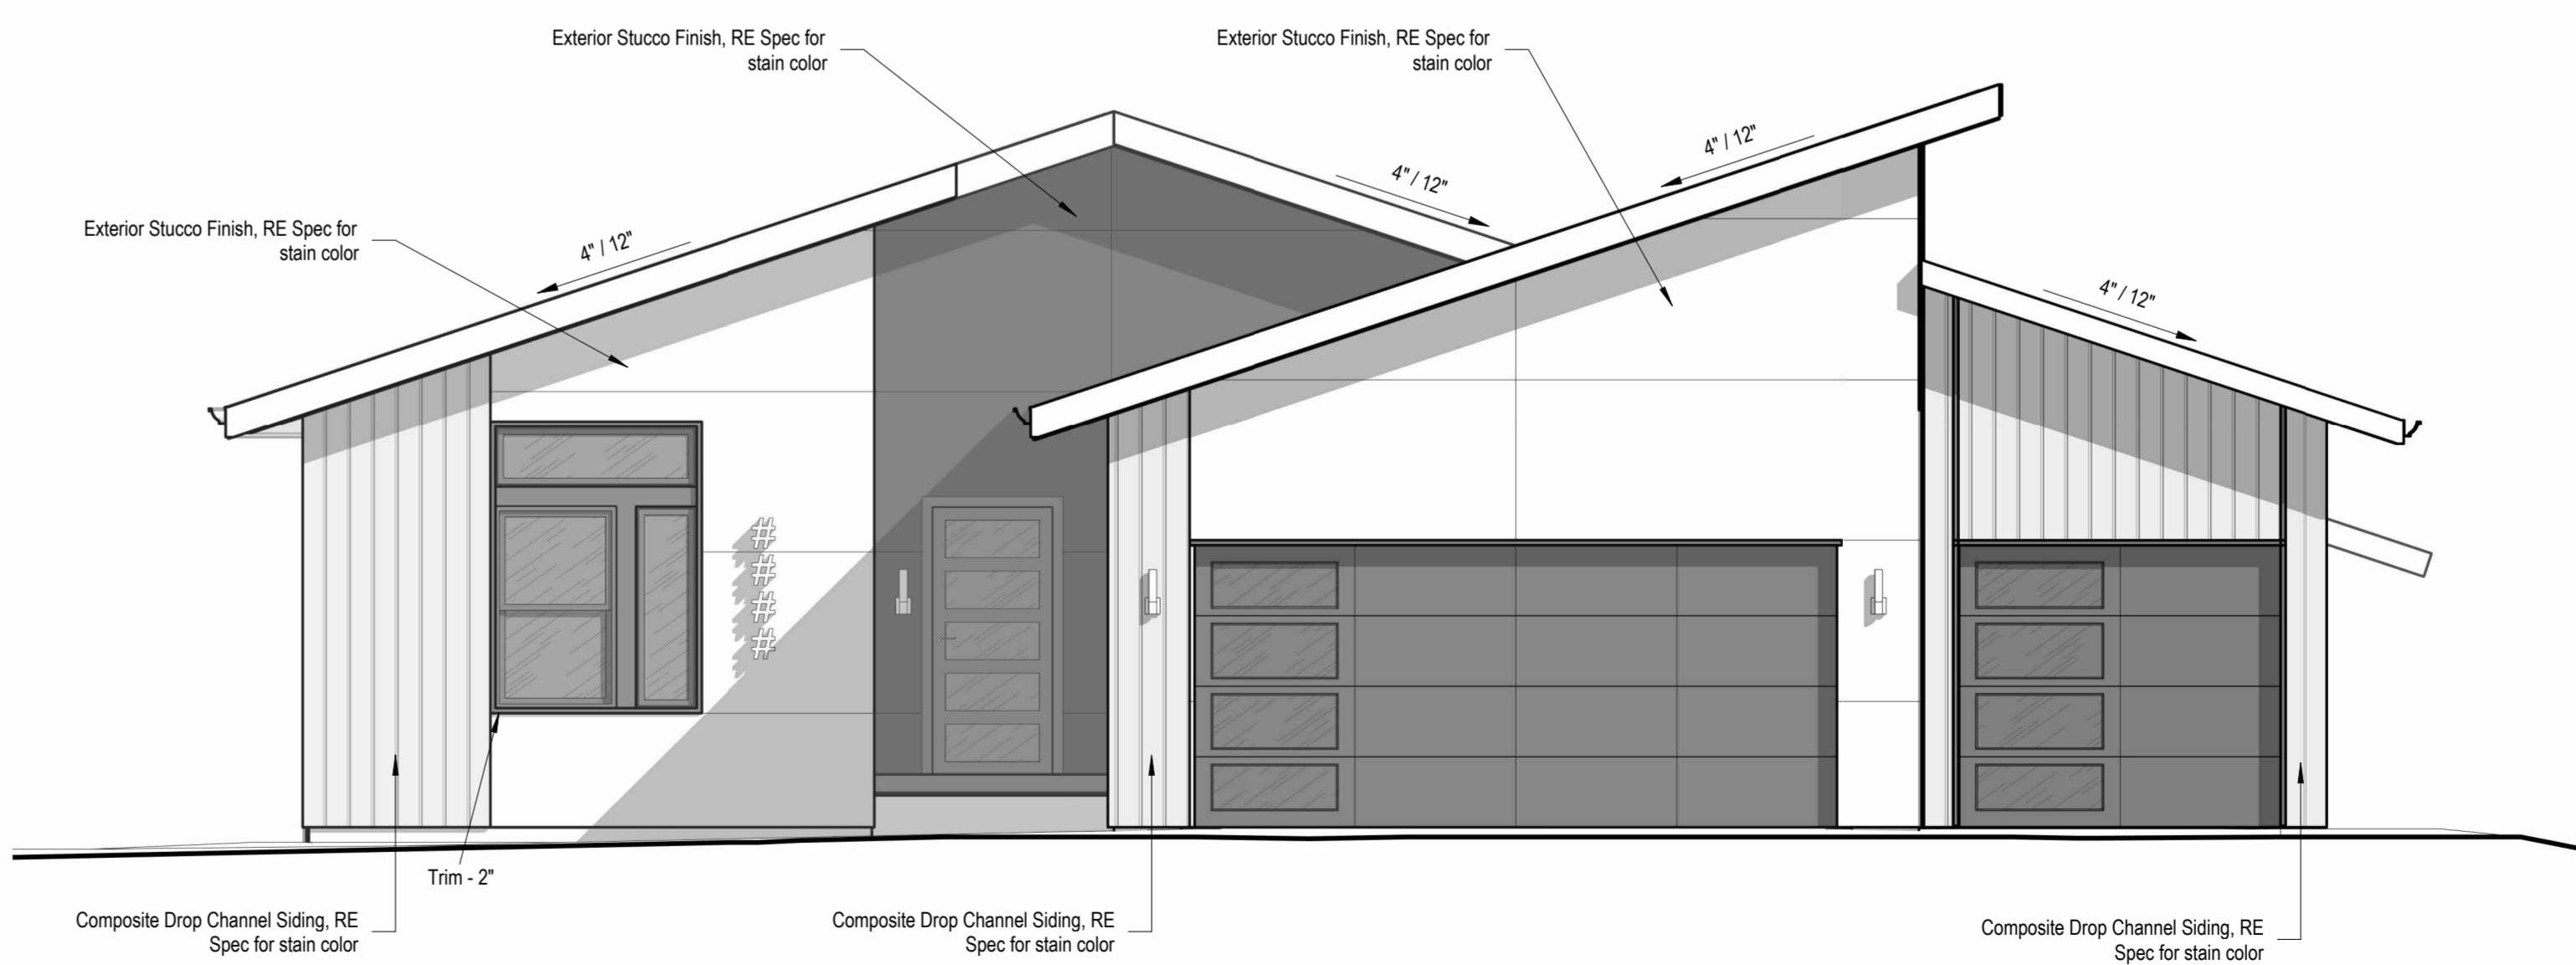 Exterior Stucco Finish, RE Spec for
stain color
Exterior Stucco Finish, RE Spec for
stain color
4" / 12"
4" / 12"
Exterior Stucco Finish, RE Spec for
stain color
4" / 12"
4" / 12"
#
#
#
#
Trim - 2"
Composite Drop Channel Siding, RE
Spec for stain color
Composite Drop Channel Siding, RE
Spec for stain color
Composite Drop Channel Siding, RE
Spec for stain color